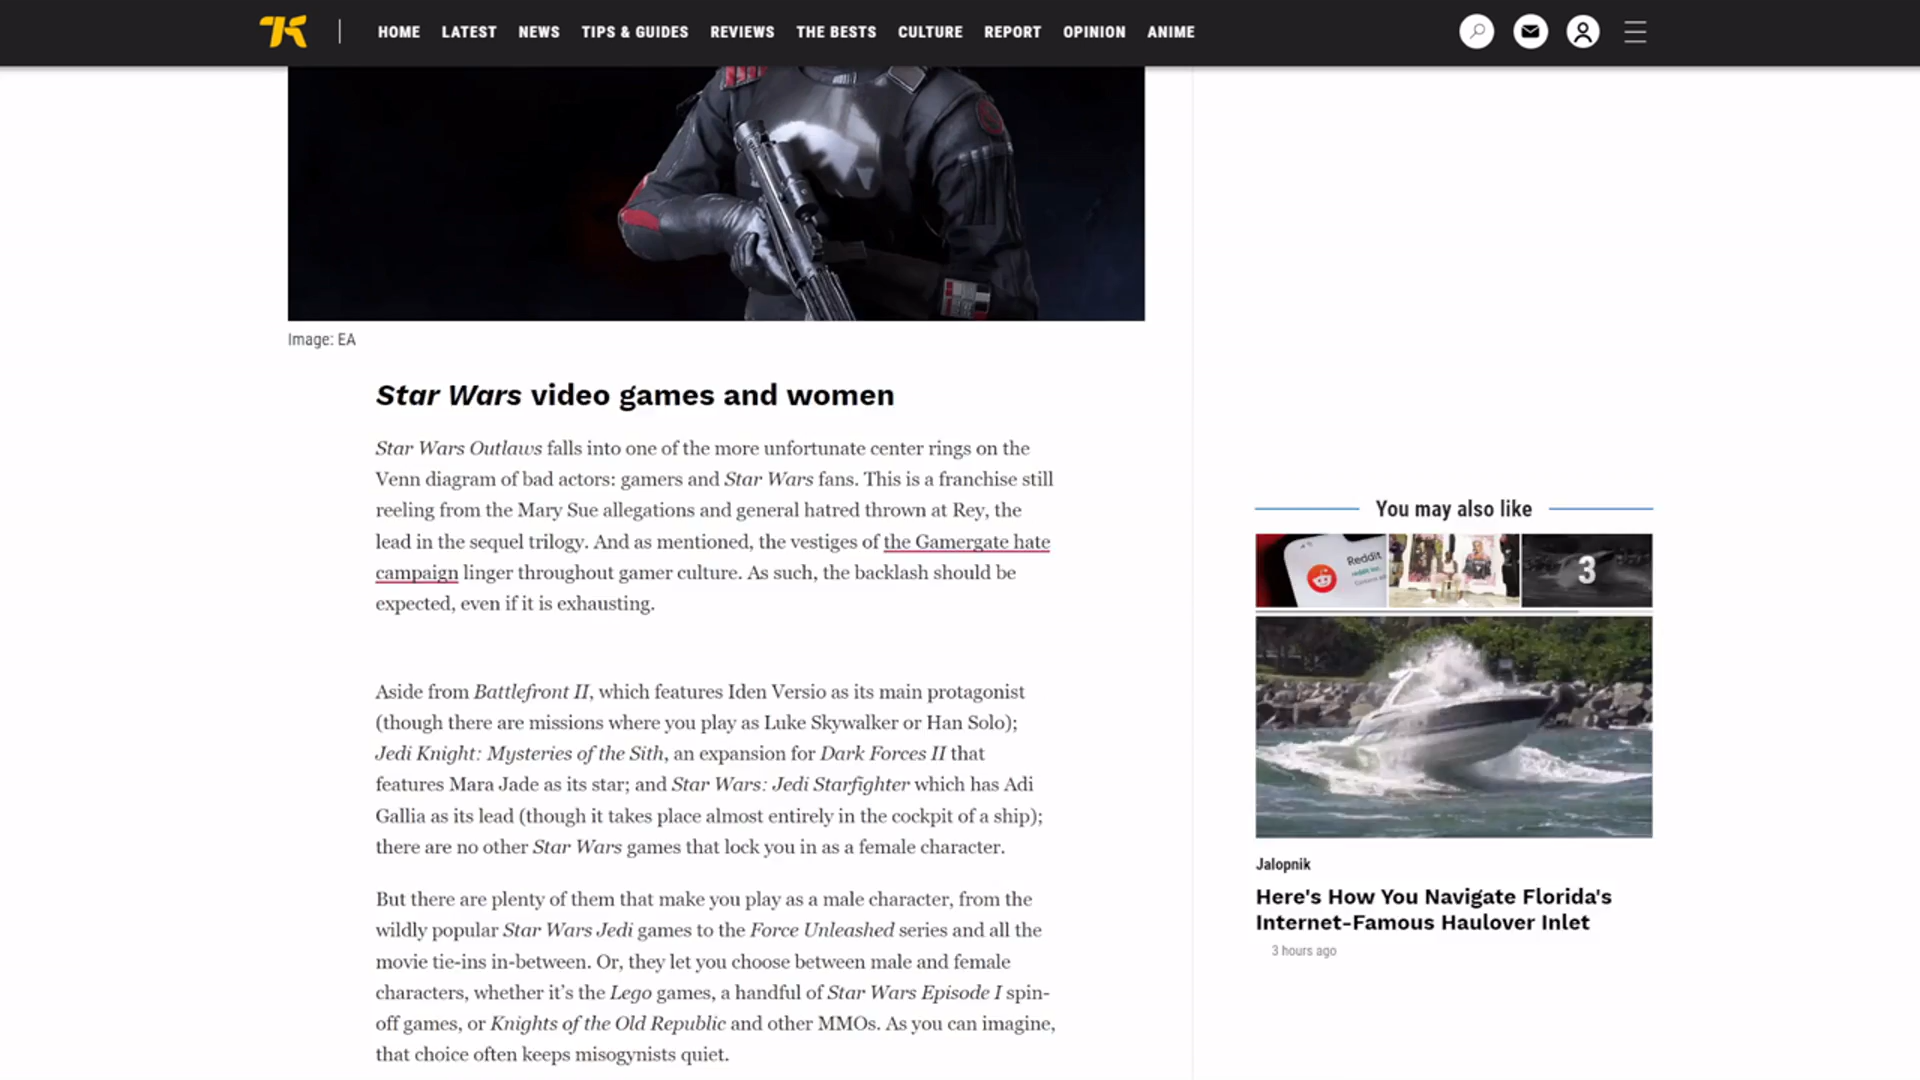 HOME LATEST NEWS TIPS & GUIDES REVIEWS THE BESTS CULTURE REPORT OPINION ANIME
Image: EA
Star Wars video games and women
Star Wars Outlaws falls into one of the more unfortunate center rings on the
Venn diagram of bad actors: gamers and Star Wars fans. This is a franchise still
reeling from the Mary Sue allegations and general hatred thrown at Rey, the
lead in the sequel trilogy. And as mentioned, the vestiges of the Gamergate hate
campaign linger throughout gamer culture. As such, the backlash should be
expected, even if it is exhausting.
Aside from Battlefront II, which features Iden Versio as its main protagonist
(though there are missions where you play as Luke Skywalker or Han Solo);
Jedi Knight: Mysteries of the Sith, an expansion for Dark Forces II that
features Mara Jade as its star; and Star Wars: Jedi Starfighter which has Adi
Gallia as its lead (though it takes place almost entirely in the cockpit of a ship);
there are no other Star Wars games that lock you in as a female character.
But there are plenty of them that make you play as a male character, from the
wildly popular Star Wars Jedi games to the Force Unleashed series and all the
movie tie-ins in-between. Or, they let you choose between male and female
characters, whether it's the Lego games, a handful of Star Wars Episode I spin-
off games, or Knights of the Old Republic and other MMOs. As you can imagine,
that choice often keeps misogynists quiet.
You may also like
Reddit
3
Jalopnik
Here's How You Navigate Florida's
Internet-Famous Haulover Inlet
3 hours ago